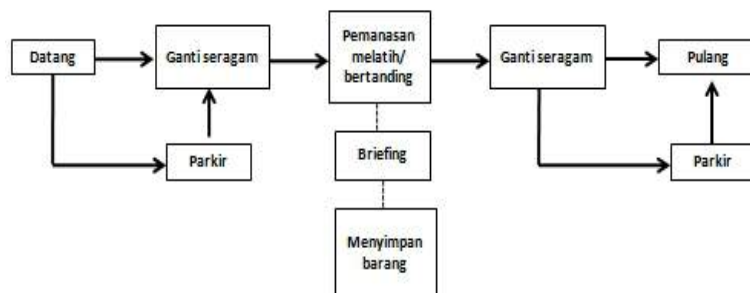 Datang
Ganti seragam
Pemanasan
melatih/
bertanding
Ganti seragam
Pulang
Parkir
Briefing
Parkir
Menyimpan
barang